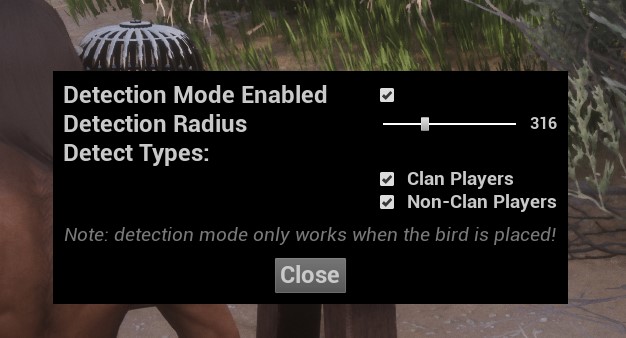 Detection Mode Enabled
Detection Radius 316
Detect Types:
Clan Players
Non-Clan Players
Note: detection mode only works when the bird is placed!
Close